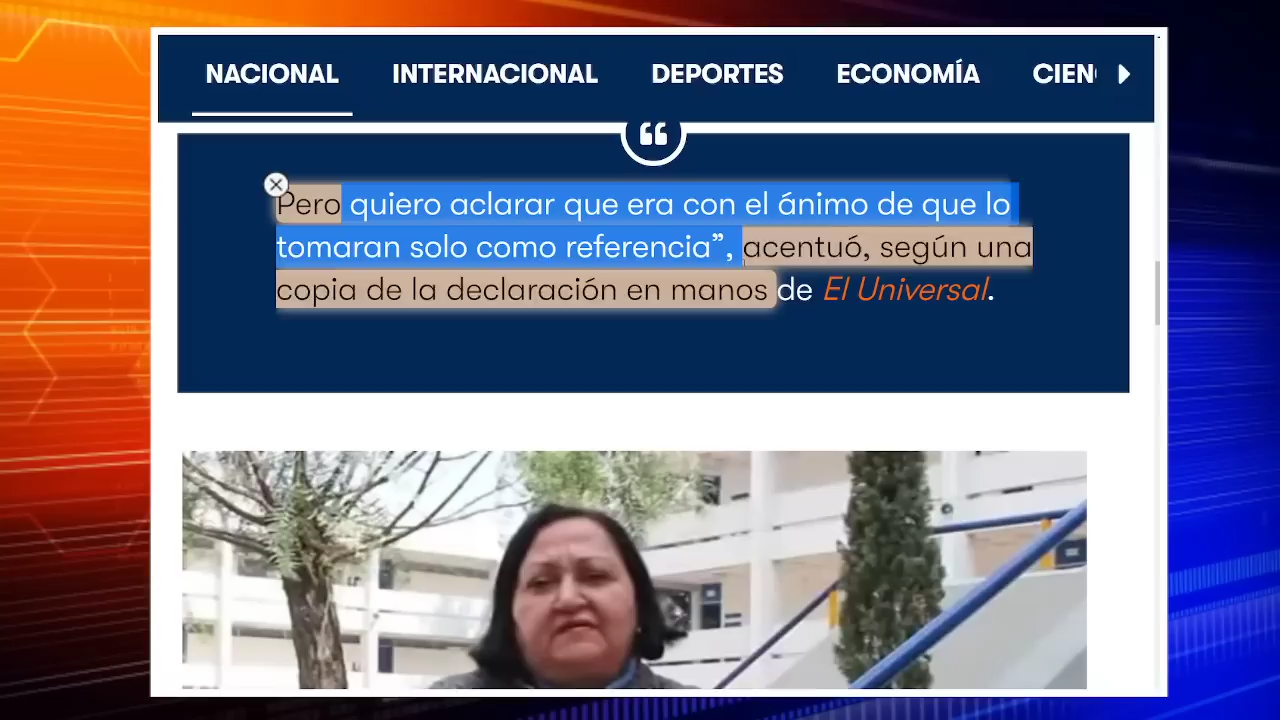 NACIONAL INTERNACIONAL DEPORTES ECONOMÍA CIEN
Pero quiero aclarar que era con el ánimo de que lo
tomaran solo como referencia”, acentuó, según una
copia de la declaración en manos de El Universal.